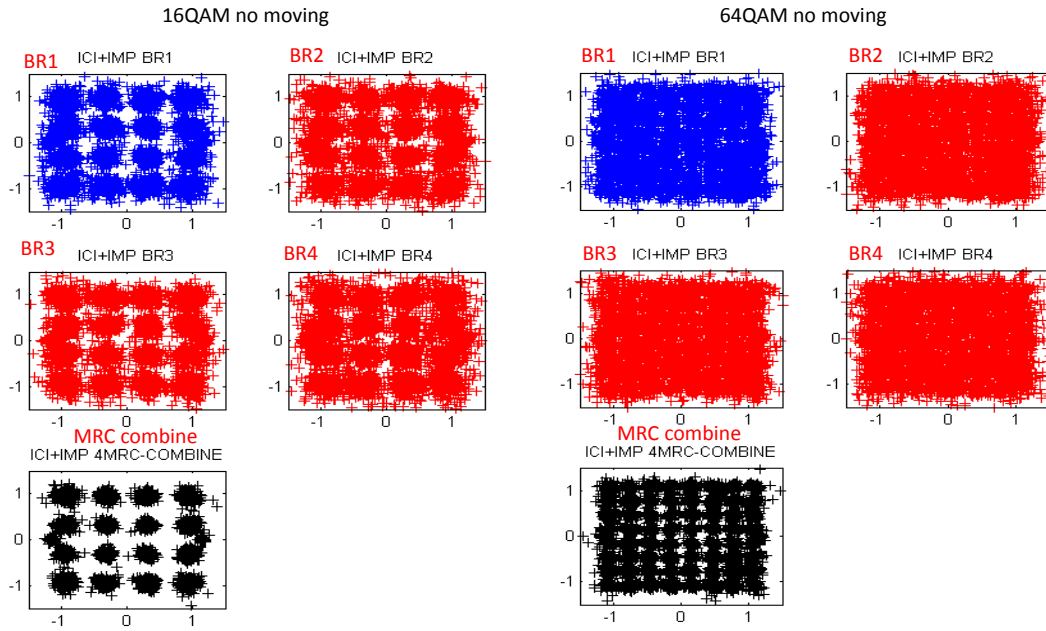 16QAM no moving
64QAM no moving
BR1 ICI+IMP BR1
1
0
-1
-1 0 1
BR2 ICI+IMP BR2
1
0
-1
-1 0 1
BR1 ICI+IMP BR1
1
0
-1
-1 0 1
BR2 ICI+IMP BR2
1
0
-1
-1 0 1
BR3 ICI+IMP BR3
1
0
-1
-1 0 1
BR4 ICI+IMP BR4
1
0
-1
-1 0 1
BR3 ICI+IMP BR3
1
0
-1
-1 0 1
BR4 ICI+IMP BR4
1
0
-1
-1 0 1
MRC combine
ICI+IMP 4MRC-COMBINE
1
0
-1
-1 0 1
MRC combine
ICI+IMP 4MRC-COMBINE
1
0
-1
-1 0 1